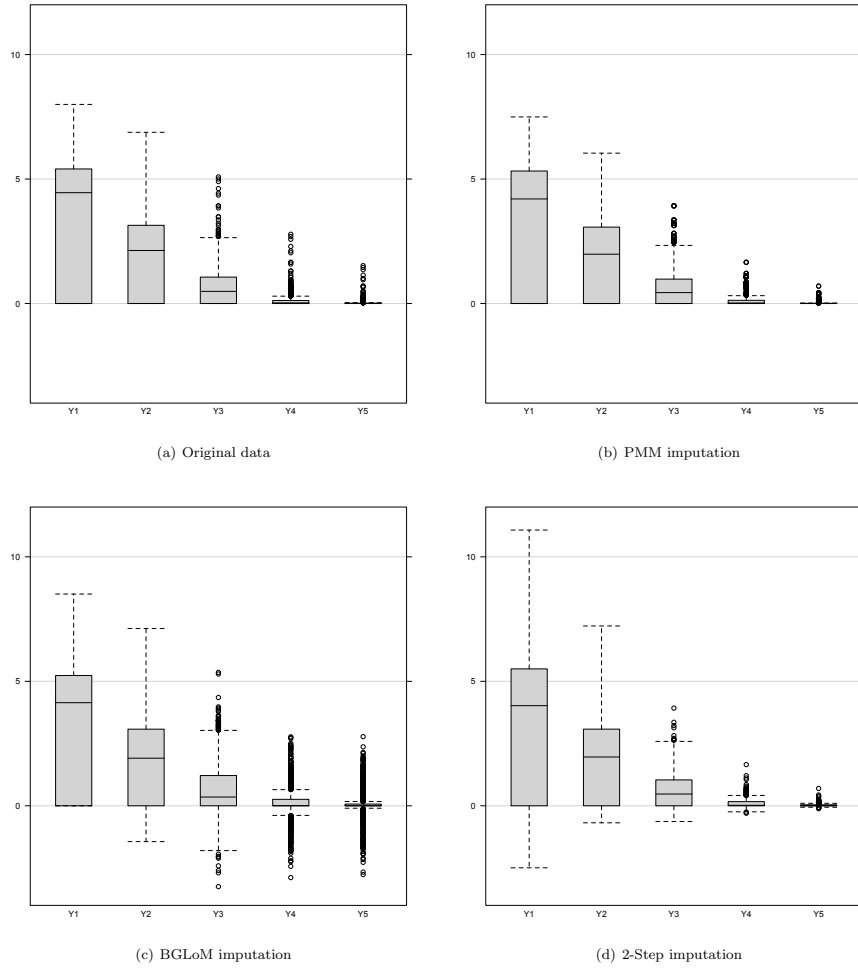 10
5
0
Y1 Y2 Y3 Y4 Y5
(a) Original data
10
5
0
Y1 Y2 Y3 Y4 Y5
(b) PMM imputation
10
5
0
Y1 Y2 Y3 Y4 Y5
(c) BGLoM imputation
10
5
0
Y1 Y2 Y3 Y4 Y5
(d) 2-Step imputation